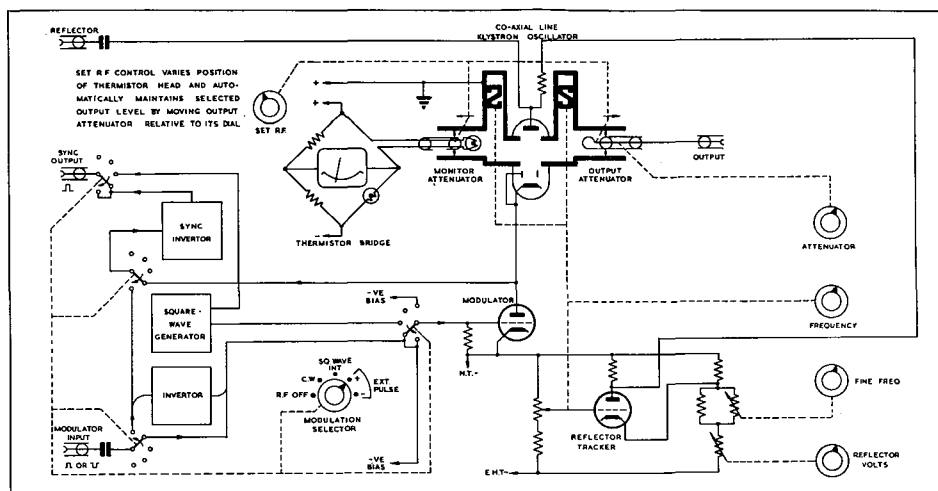 REFLECTOR
CO-AXIAL LINE
KLYSTRON OSCILLATOR
SET R F CONTROL VARIES POSITION
OF THERMISTOR HEAD AND AUTO-
MATICALLY MAINTAINS SELECTED
OUTPUT LEVEL BY MOVING OUTPUT
ATTENUATOR RELATIVE TO ITS DIAL
+
+
SET R.F.
SYNC
OUTPUT
MONITOR
ATTENUATOR
OUTPUT
ATTENUATOR
OUTPUT
- THERMISTOR BRIDGE
SYNC
INVERTOR
ATTENUATOR
-VE
BIAS
MODULATOR
SQUARE-
WAVE
GENERATOR
FREQUENCY
H.T.-
SQ WAVE
INT
C.W
+
-
EXT.
PULSE
R.F OFF
MODULATION
SELECTOR
INVERTOR
FINE FREQ
MODULATOR
INPUT
OR
-VE
BIAS
REFLECTOR
TRACKER
E.H.T-
REFLECTOR
VOLTS